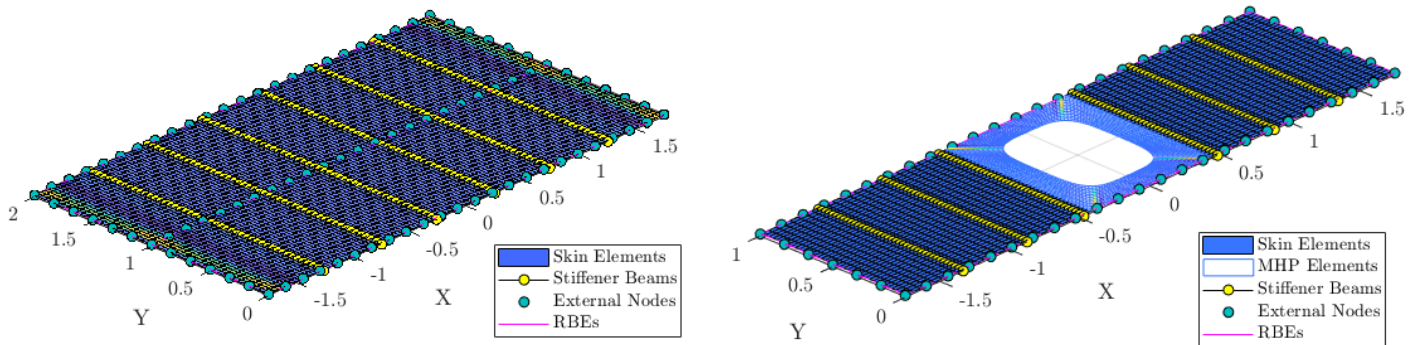 2
1.5
1
0.5
0
Y
-1.5
-1
-0.5
0
0.5
1
1.5
X
Skin Elements
Stiffener Beams
External Nodes
RBEs
1
0.5
0
Y
-1.5
-1
-0.5
0
0.5
1
1.5
X
Skin Elements
MHP Elements
Stiffener Beams
External Nodes
RBEs